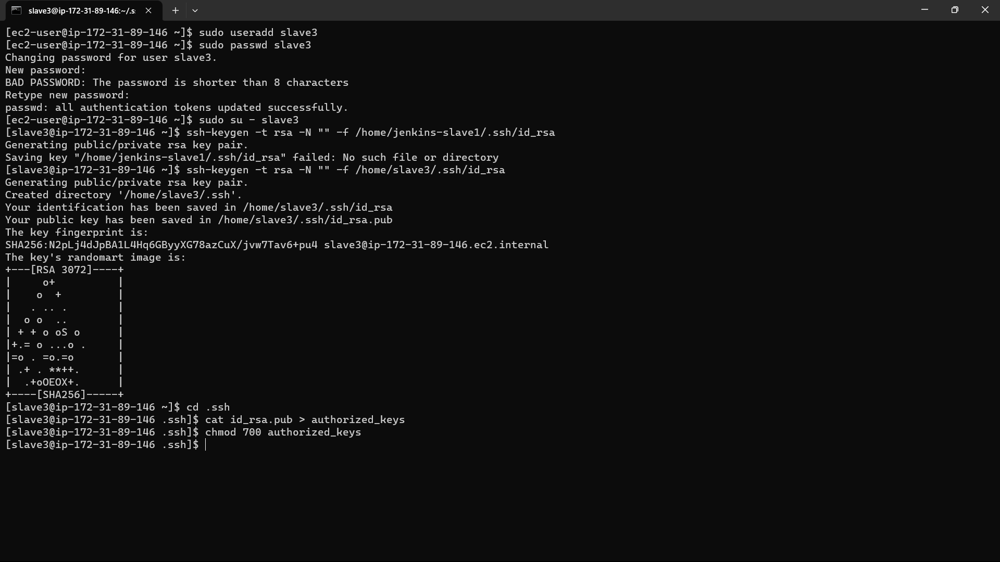 slave3@ip-172-31-89-146:~/.s
[ec2-user@ip-172-31-89-146 ~]$ sudo useradd slave3
[ec2-user@ip-172-31-89-146 ~]$ sudo passwd slave3
Changing password for user slave3.
New password:
BAD PASSWORD: The password is shorter than 8 characters
Retype new password:
passwd: all authentication tokens updated successfully.
[ec2-user@ip-172-31-89-146 ~]$ sudo su - slave3
[slave3@ip-172-31-89-146 ~]$ ssh-keygen -t rsa -N "" -f /home/jenkins-slave1/.ssh/id_rsa
Generating public/private rsa key pair.
Saving key "/home/jenkins-slave1/.ssh/id_rsa" failed: No such file or directory
[slave3@ip-172-31-89-146 ~]$ ssh-keygen -t rsa -N "" -f /home/slave3/.ssh/id_rsa
Generating public/private rsa key pair.
Created directory '/home/slave3/.ssh'.
Your identification has been saved in /home/slave3/.ssh/id_rsa
Your public key has been saved in /home/slave3/.ssh/id_rsa.pub
The key fingerprint is:
SHA256:N2pLj4dJpBA1L4Hq6GByyXG78azCuX/jvw7Tav6+pu4 slave3@ip-172-31-89-146.ec2.internal
The key's randomart image is:
+---[RSA 3072]----+
|     o+          |
|    o  +         |
|   . .. .        |
|  o o  ..        |
| + + o oS o      |
|+.= o ...o .     |
|=o . =o.=o       |
| .+ . **++.      |
|  .+oOEOX+.      |
+----[SHA256]-----+
[slave3@ip-172-31-89-146 ~]$ cd .ssh
[slave3@ip-172-31-89-146 .ssh]$ cat id_rsa.pub > authorized_keys
[slave3@ip-172-31-89-146 .ssh]$ chmod 700 authorized_keys
[slave3@ip-172-31-89-146 .ssh]$